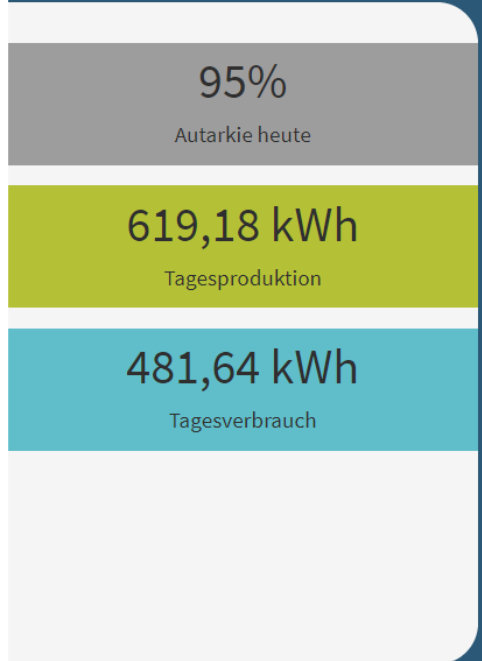 95%
Autarkie heute
619,18 kWh
Tagesproduktion
481,64 kWh
Tagesverbrauch